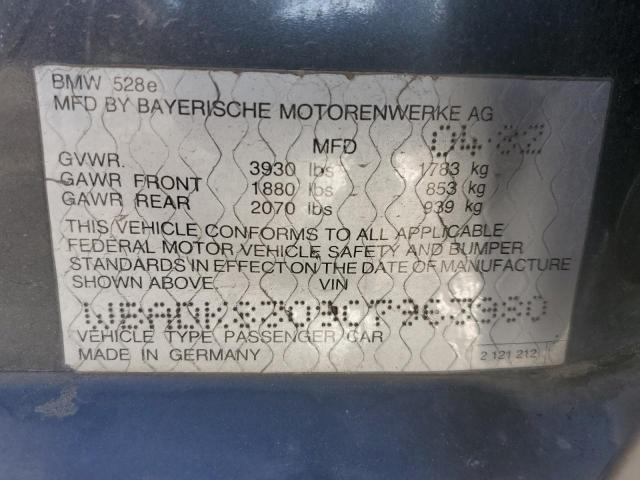 BMW 528e
MFD BY BAYERISCHE MOTORENWERKE AG
MFD 04 82
GVWR. 3930 lbs 1783 kg
GAWR FRONT 1880 lbs 853 kg
GAWR REAR 2070 lbs 939 kg
THIS VEHICLE CONFORMS TO ALL APPLICABLE
FEDERAL MOTOR VEHICLE SAFETY AND BUMPER
STANDARDS IN EFFECT ON THE DATE OF MANUFACTURE
SHOWN ABOVE. VIN
VEHICLE TYPE PASSENGER CAR
MADE IN GERMANY 2 121 212